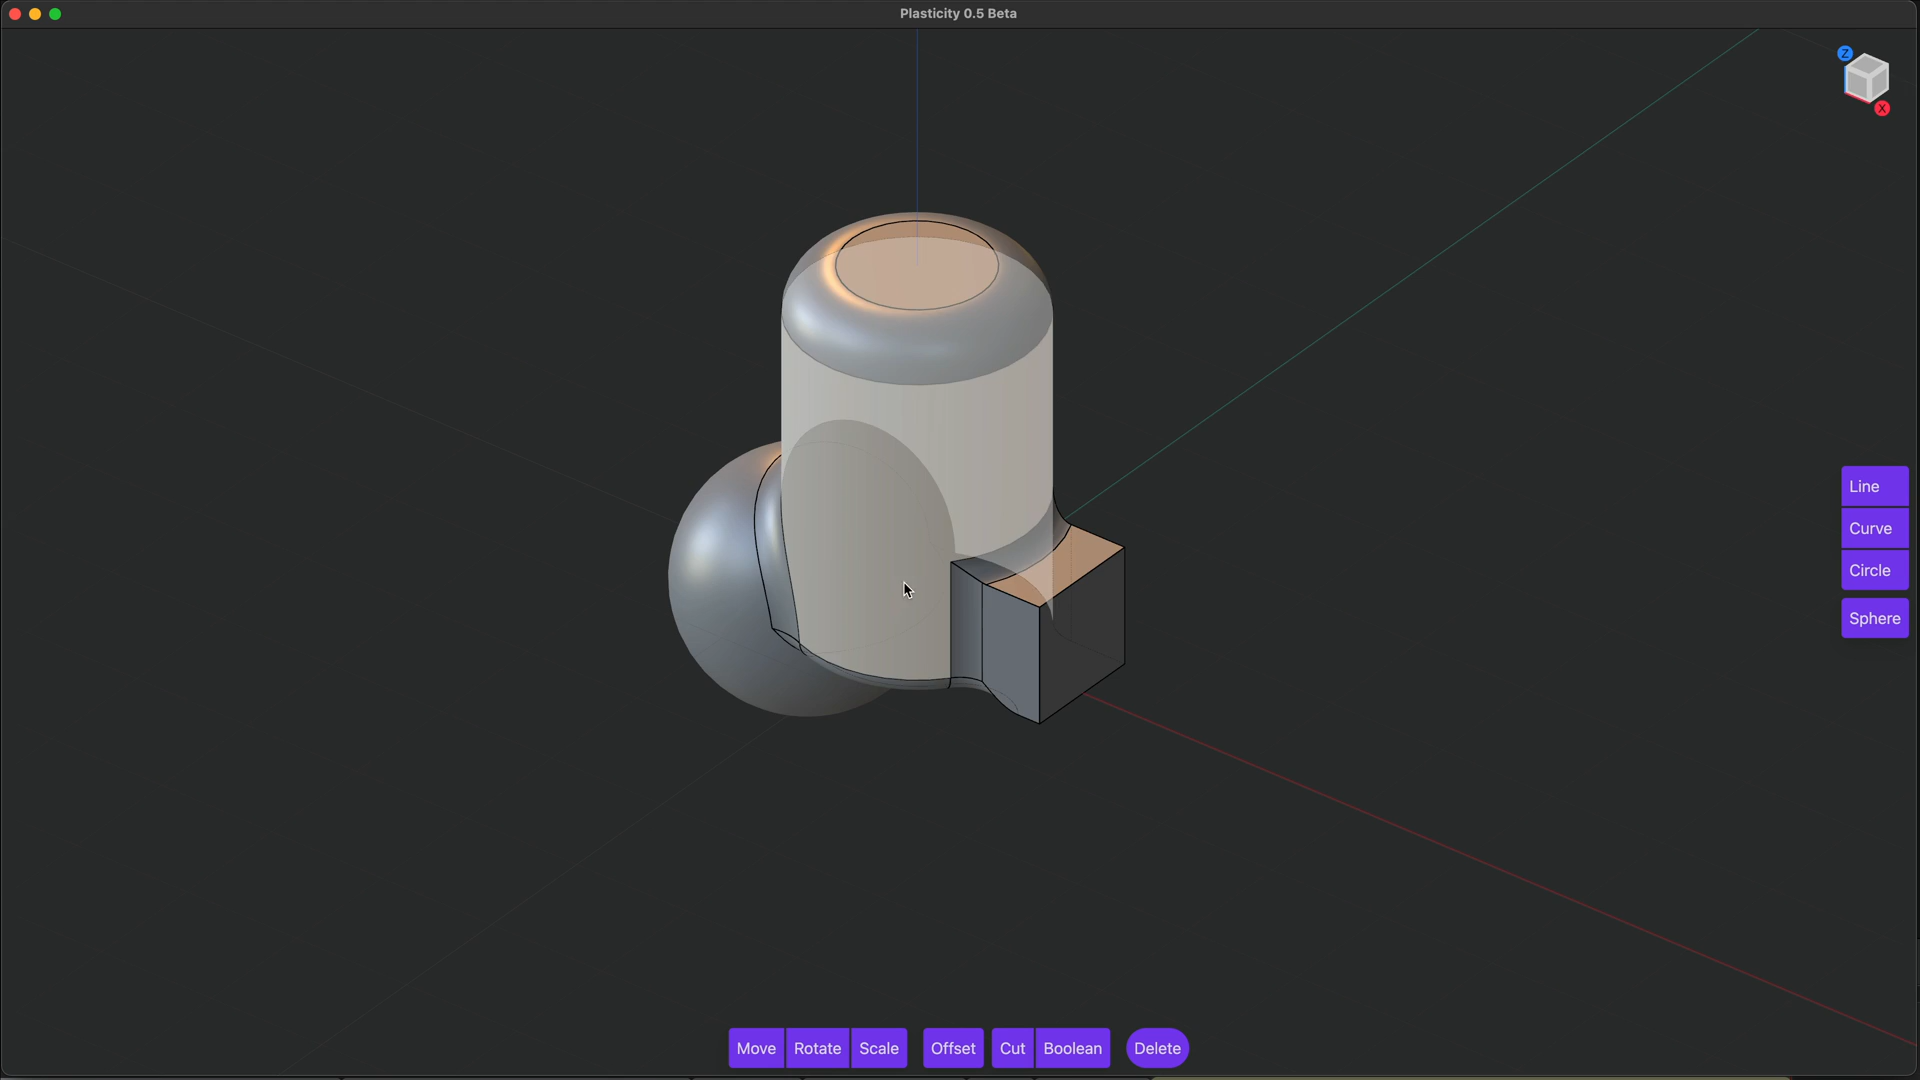 Plasticity 0.5 Beta
Z
X
Line
Curve
Circle
Sphere
Move Rotate Scale Offset Cut Boolean Delete